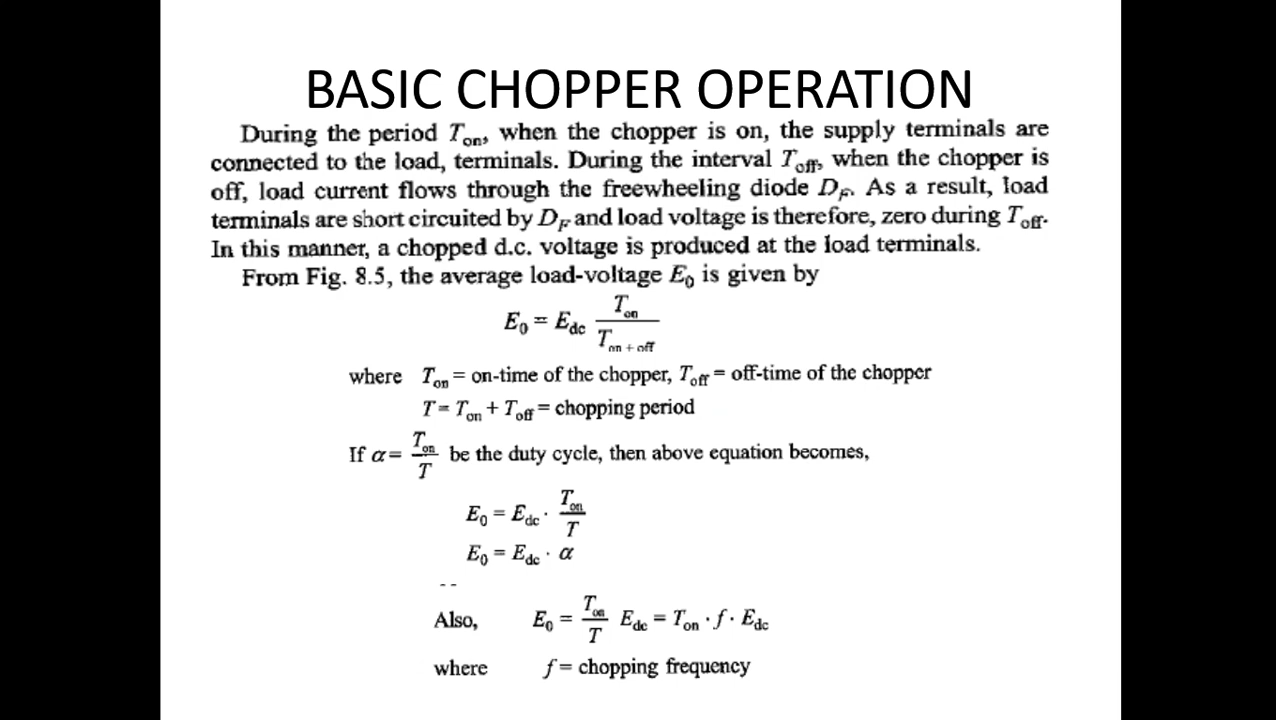 BASIC CHOPPER OPERATION
During the period T_on, when the chopper is on, the supply terminals are
connected to the load, terminals. During the interval T_off, when the chopper is
off, load current flows through the freewheeling diode D_F. As a result, load
terminals are short circuited by D_F and load voltage is therefore, zero during T_off.
In this manner, a chopped d.c. voltage is produced at the load terminals.
From Fig. 8.5, the average load-voltage E_0 is given by
E_0 = E_dc T_on / T_on + off
where T_on = on-time of the chopper, T_off = off-time of the chopper
T = T_on + T_off = chopping period
If α = T_on / T be the duty cycle, then above equation becomes,
E_0 = E_dc · T_on / T
E_0 = E_dc · α
- -
Also, E_0 = T_on / T E_dc = T_on · f · E_dc
where f = chopping frequency